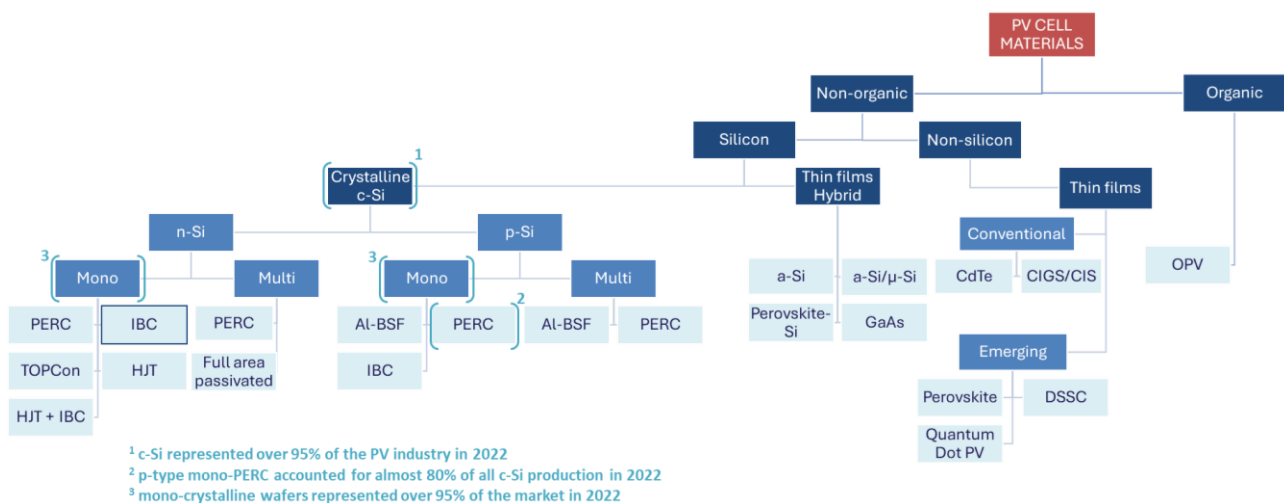 PV CELL
MATERIALS
Non-organic
Organic
Silicon
Non-silicon
1
Crystalline
c-Si
Thin films
Hybrid
Thin films
n-Si
p-Si
Conventional
3
Mono
Multi
3
Mono
Multi
a-Si
a-Si/µ-Si
CdTe
CIGS/CIS
OPV
2
PERC
IBC
PERC
Al-BSF
PERC
Al-BSF
PERC
Perovskite-
Si
GaAs
TOPCon
HJT
Full area
passivated
IBC
Emerging
HJT + IBC
Perovskite
DSSC
Quantum
Dot PV
1 c-Si represented over 95% of the PV industry in 2022
2 p-type mono-PERC accounted for almost 80% of all c-Si production in 2022
3 mono-crystalline wafers represented over 95% of the market in 2022